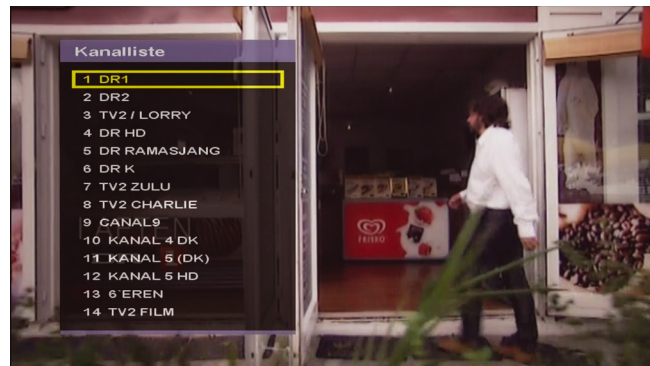 Kanalliste
1 DR1
2 DR2
3 TV2 / LORRY
4 DR HD
5 DR RAMASJANG
6 DR K
7 TV2 ZULU
8 TV2 CHARLIE
9 CANAL9
10 KANAL 4 DK
11 KANAL 5 (DK)
12 KANAL 5 HD
13 6`EREN
14 TV2 FILM
FRISKO